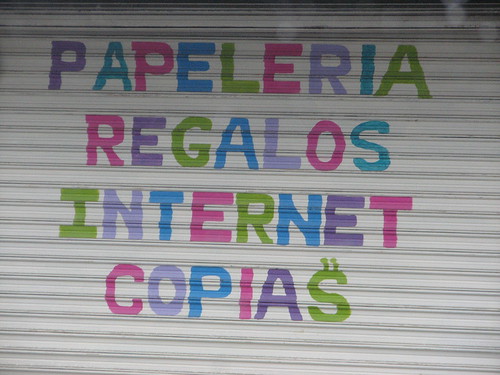 PAPELERIA
REGALOS
INTERNET
COPIAS̈